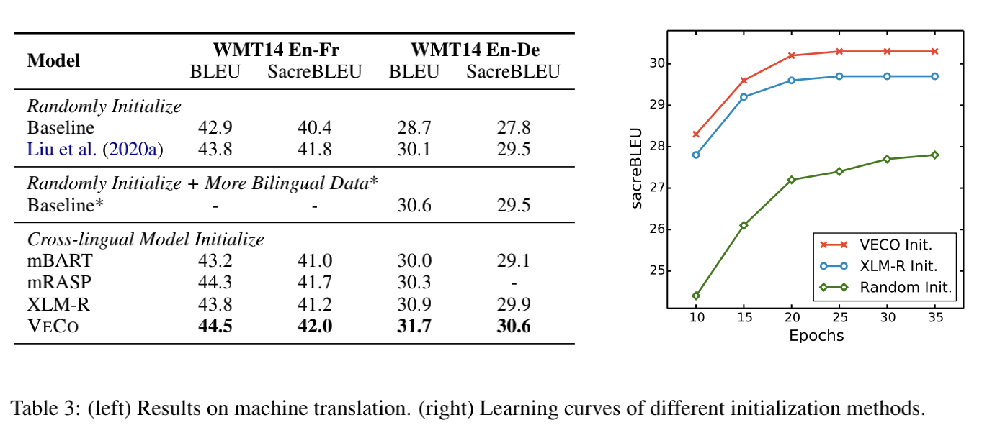 Model WMT14 En-Fr WMT14 En-De
BLEU SacreBLEU BLEU SacreBLEU
Randomly Initialize
Baseline 42.9 40.4 28.7 27.8
Liu et al. (2020a) 43.8 41.8 30.1 29.5
Randomly Initialize + More Bilingual Data*
Baseline* - - 30.6 29.5
Cross-lingual Model Initialize
mBART 43.2 41.0 30.0 29.1
mRASP 44.3 41.7 30.3 -
XLM-R 43.8 41.2 30.9 29.9
VECO 44.5 42.0 31.7 30.6
sacreBLEU
30
29
28
27
26
25
VECO Init.
XLM-R Init.
Random Init.
10 15 20 25 30 35
Epochs
Table 3: (left) Results on machine translation. (right) Learning curves of different initialization methods.